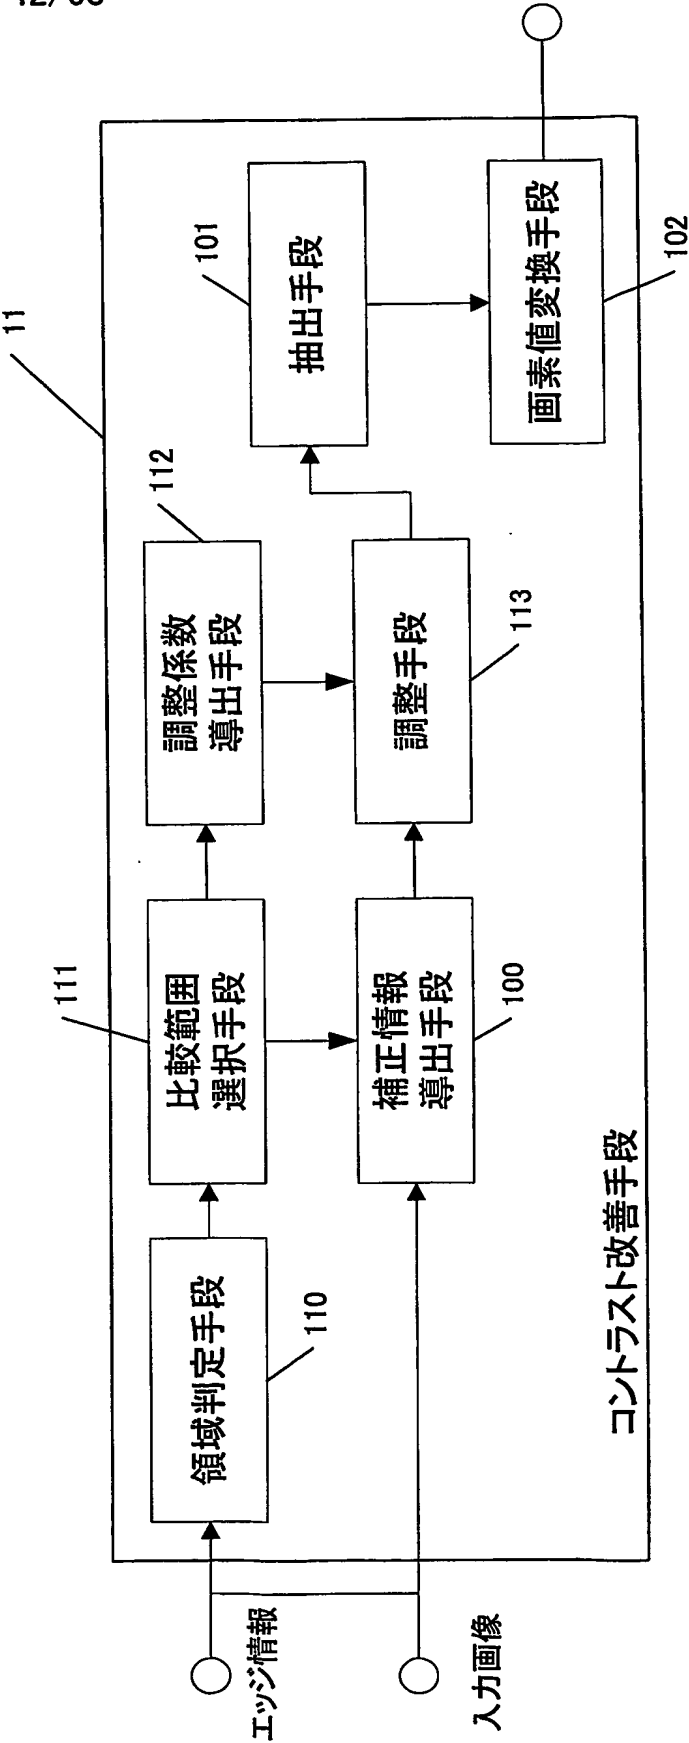 11
エッジ情報
入力画像
領域判定手段
110
111
比較範囲
選択手段
補正情報
導出手段
100
112
調整係数
導出手段
調整手段
113
101
抽出手段
画素値変換手段
102
コントラスト改善手段